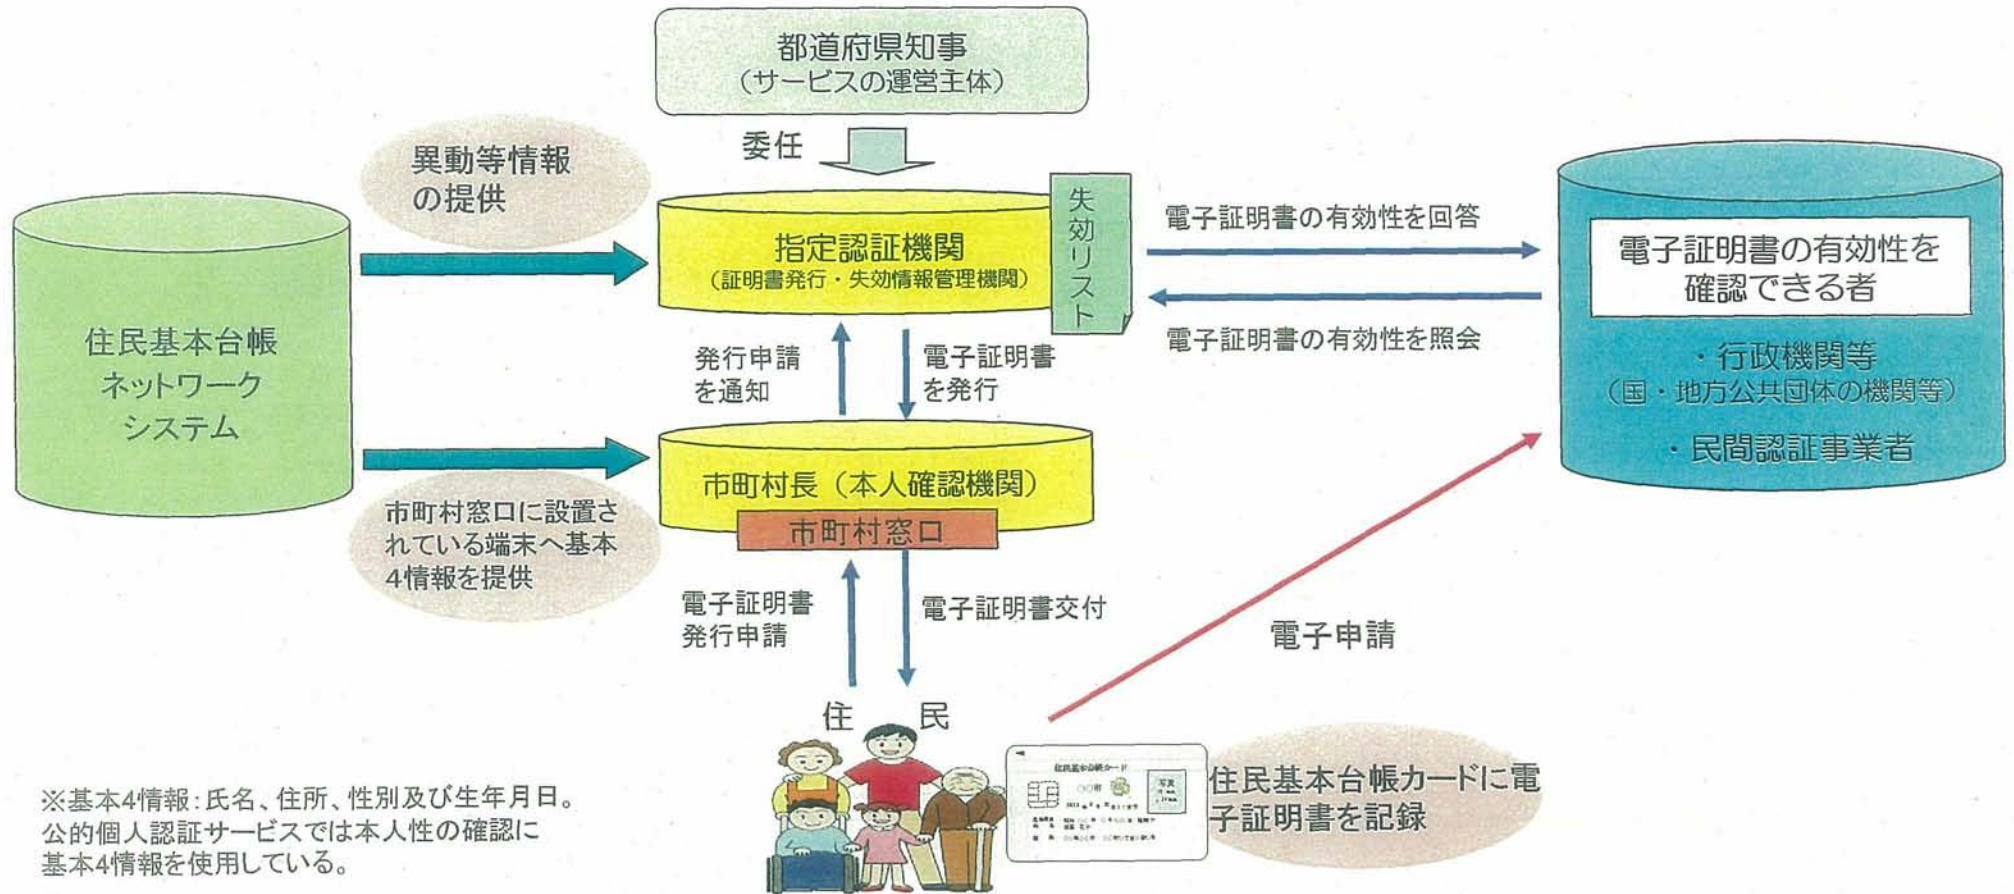 都道府県知事
（サービスの運営主体）
委任
異動等情報
の提供
住民基本台帳
ネットワーク
システム
指定認証機関
（証明書発行・失効情報管理機関）
失効リスト
電子証明書の有効性を回答
電子証明書の有効性を照会
電子証明書の有効性を
確認できる者
・行政機関等
（国・地方公共団体の機関等）
・民間認証事業者
発行申請
を通知
電子証明書
を発行
市町村長（本人確認機関）
市町村窓口
市町村窓口に設置さ
れている端末へ基本
4情報を提供
電子証明書
発行申請
電子証明書交付
電子申請
住　民
住民基本台帳カード
○○市
写真
住民基本台帳カードに電
子証明書を記録
※基本4情報：氏名、住所、性別及び生年月日。
公的個人認証サービスでは本人性の確認に
基本4情報を使用している。